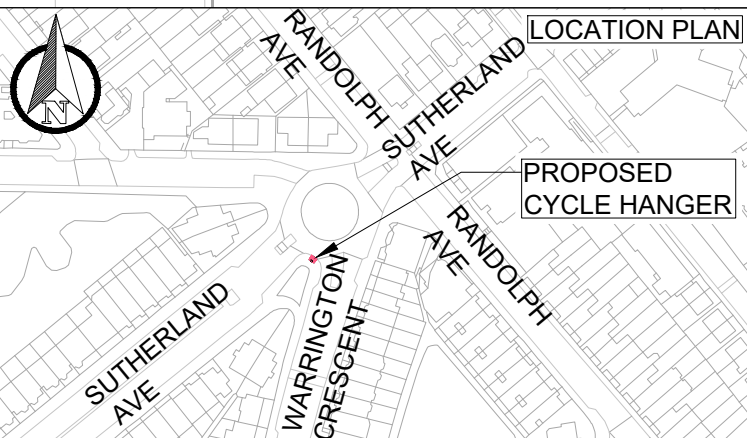 LOCATION PLAN
N
RANDOLPH
AVE
SUTHERLAND
AVE
PROPOSED
CYCLE HANGER
RANDOLPH
AVE
WARRINGTON
CRESCENT
SUTHERLAND
AVE